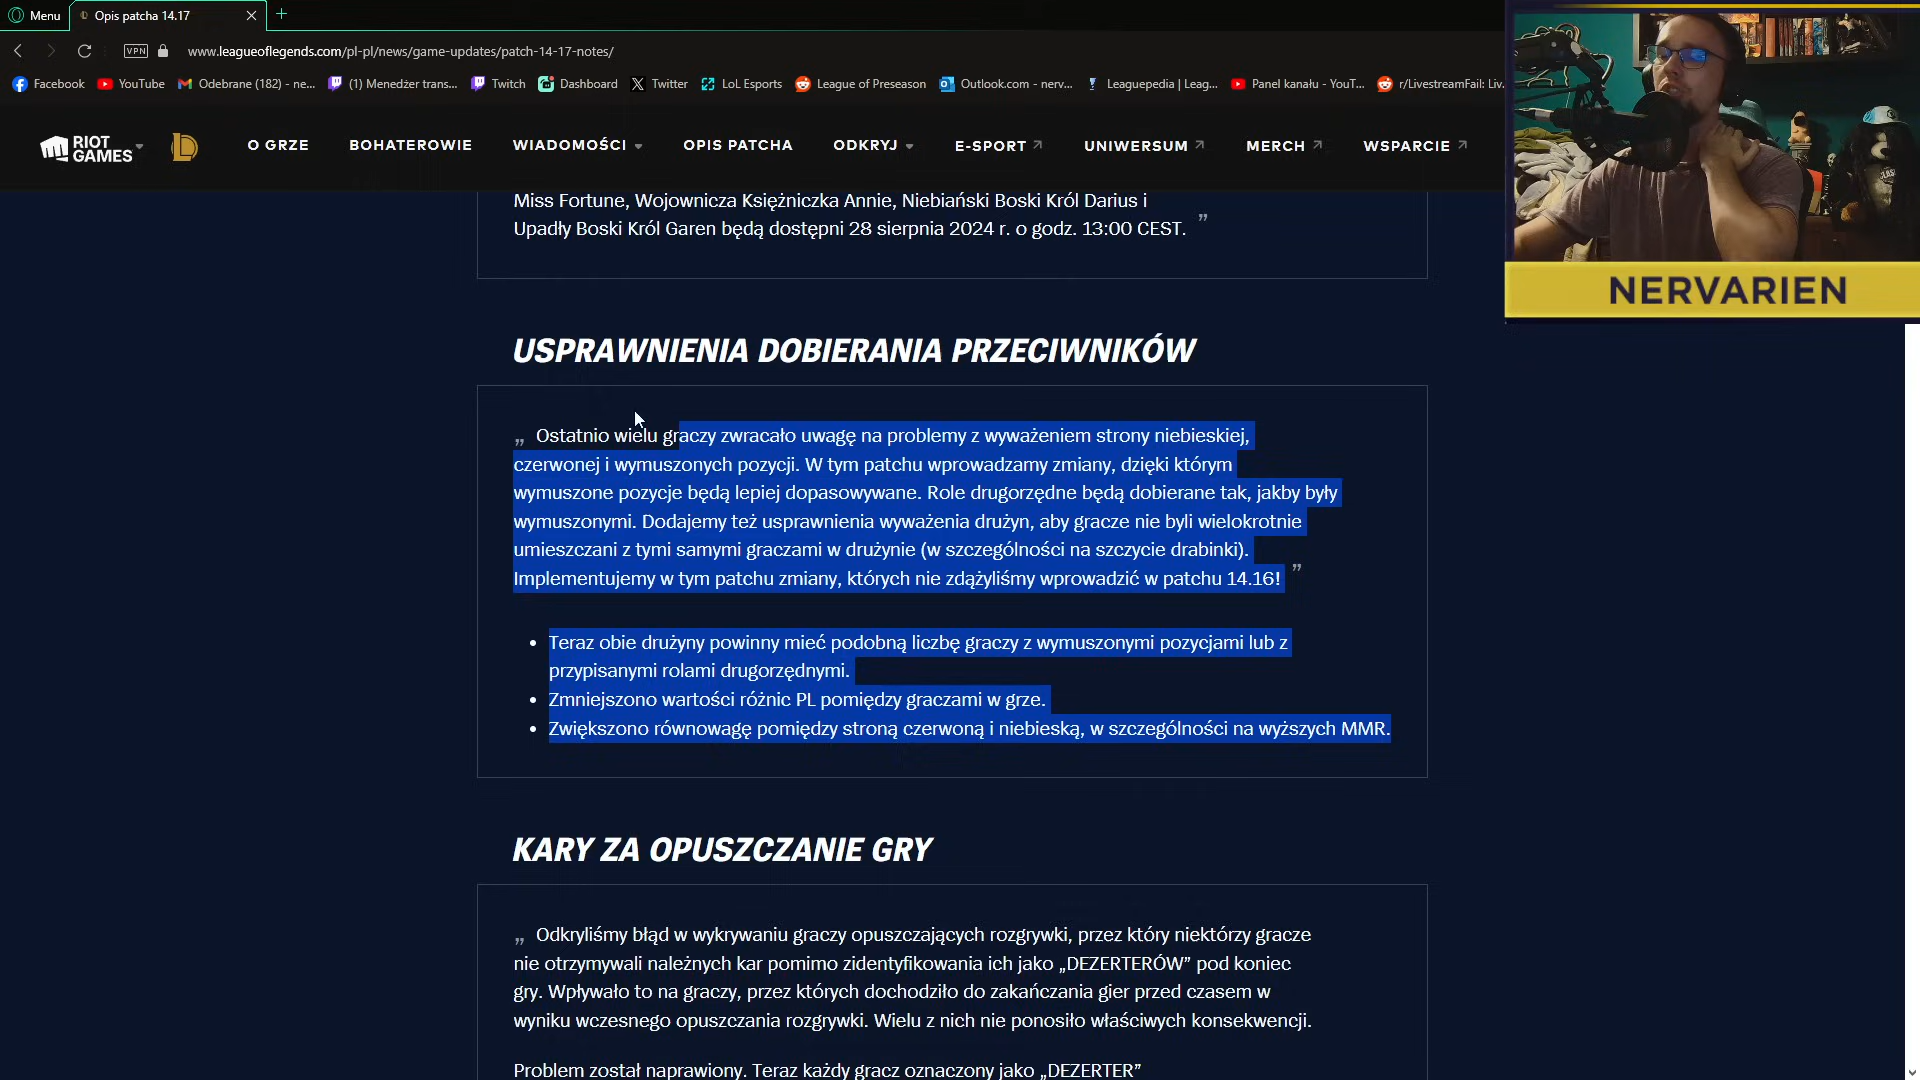 Menu
Opis patcha 14.17
VPN
www.leagueoflegends.com/pl-pl/news/game-updates/patch-14-17-notes/
Facebook
YouTube
Odebrane (182) - ne...
(1) Menedżer trans...
Twitch
Dashboard
Twitter
LoL Esports
League of Preseason
Outlook.com - nerv...
Leaguepedia | Leag...
Panel kanału - YouT...
r/LivestreamFail: Liv.
RIOT GAMES
O GRZE
BOHATEROWIE
WIADOMOŚCI
OPIS PATCHA
ODKRYJ
E-SPORT
UNIWERSUM
MERCH
WSPARCIE
NERVARIEN
Miss Fortune, Wojownicza Księżniczka Annie, Niebiański Boski Król Darius i
Upadły Boski Król Garen będą dostępni 28 sierpnia 2024 r. o godz. 13:00 CEST. ”
USPRAWNIENIA DOBIERANIA PRZECIWNIKÓW
„ Ostatnio wielu graczy zwracało uwagę na problemy z wyważeniem strony niebieskiej,
czerwonej i wymuszonych pozycji. W tym patchu wprowadzamy zmiany, dzięki którym
wymuszone pozycje będą lepiej dopasowywane. Role drugorzędne będą dobierane tak, jakby były
wymuszonymi. Dodajemy też usprawnienia wyważenia drużyn, aby gracze nie byli wielokrotnie
umieszczani z tymi samymi graczami w drużynie (w szczególności na szczycie drabinki).
Implementujemy w tym patchu zmiany, których nie zdążyliśmy wprowadzić w patchu 14.16! ”
• Teraz obie drużyny powinny mieć podobną liczbę graczy z wymuszonymi pozycjami lub z
przypisanymi rolami drugorzędnymi.
• Zmniejszono wartości różnic PL pomiędzy graczami w grze.
• Zwiększono równowagę pomiędzy stroną czerwoną i niebieską, w szczególności na wyższych MMR.
KARY ZA OPUSZCZANIE GRY
„ Odkryliśmy błąd w wykrywaniu graczy opuszczających rozgrywki, przez który niektórzy gracze
nie otrzymywali należnych kar pomimo zidentyfikowania ich jako „DEZERTERÓW” pod koniec
gry. Wpływało to na graczy, przez których dochodziło do zakańczania gier przed czasem w
wyniku wczesnego opuszczania rozgrywki. Wielu z nich nie ponosiło właściwych konsekwencji.
Problem został naprawiony. Teraz każdy gracz oznaczony jako „DEZERTER”